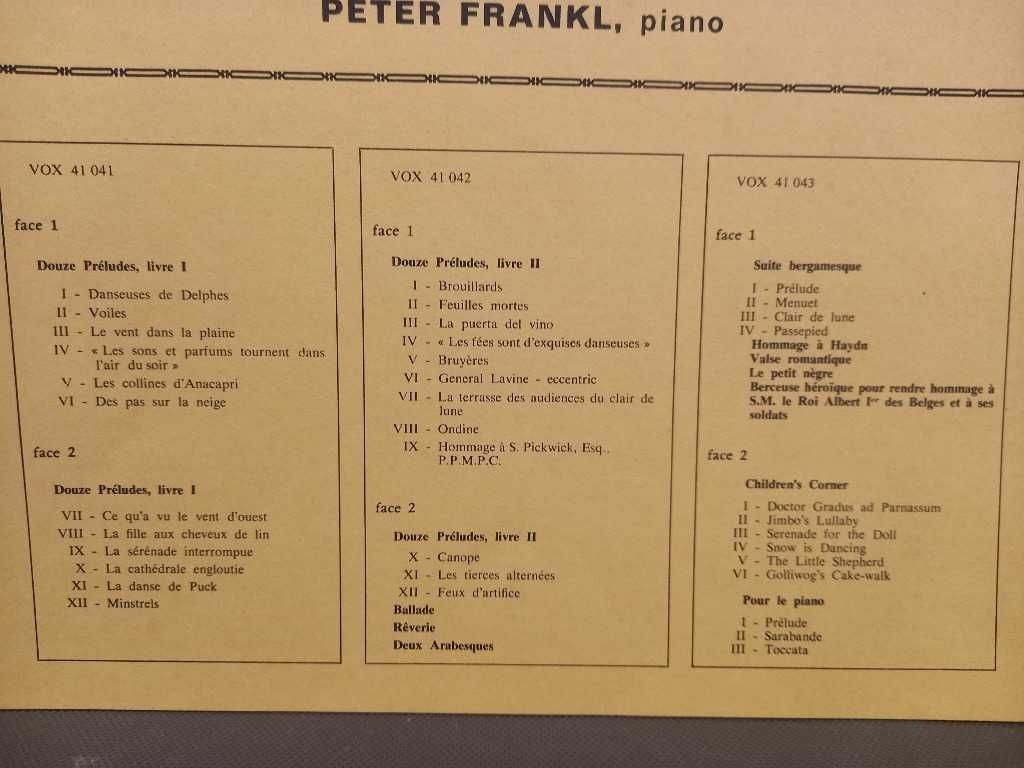 PETER FRANKL, piano
VOX 41 041
face 1
Douze Préludes, livre I
I - Danseuses de Delphes
II - Voiles
III - Le vent dans la plaine
IV - « Les sons et parfums tournent dans
l'air du soir »
V - Les collines d'Anacapri
VI - Des pas sur la neige
face 2
Douze Préludes, livre I
VII - Ce qu'a vu le vent d'ouest
VIII - La fille aux cheveux de lin
IX - La sérénade interrompue
X - La cathédrale engloutie
XI - La danse de Puck
XII - Minstrels
VOX 41 042
face 1
Douze Préludes, livre II
I - Brouillards
II - Feuilles mortes
III - La puerta del vino
IV - « Les fées sont d'exquises danseuses »
V - Bruyères
VI - General Lavine - eccentric
VII - La terrasse des audiences du clair de
lune
VIII - Ondine
IX - Hommage à S. Pickwick, Esq.,
P.P.M.P.C.
face 2
Douze Préludes, livre II
X - Canope
XI - Les tierces alternées
XII - Feux d'artifice
Ballade
Rêverie
Deux Arabesques
VOX 41 043
face 1
Suite bergamesque
I - Prélude
II - Menuet
III - Clair de lune
IV - Passepied
Hommage à Haydn
Valse romantique
Le petit nègre
Berceuse héroïque pour rendre hommage à
S.M. le Roi Albert Ier des Belges et à ses
soldats
face 2
Children's Corner
I - Doctor Gradus ad Parnassum
II - Jimbo's Lullaby
III - Serenade for the Doll
IV - Snow is Dancing
V - The Little Shepherd
VI - Golliwog's Cake-walk
Pour le piano
I - Prélude
II - Sarabande
III - Toccata